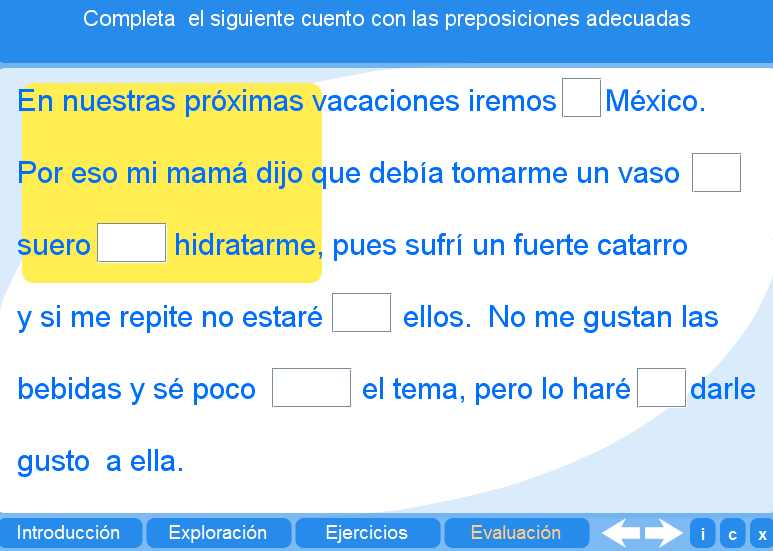 Completa el siguiente cuento con las preposiciones adecuadas
En nuestras próximas vacaciones iremos México.
Por eso mi mamá dijo que debía tomarme un vaso
suero hidratarme, pues sufrí un fuerte catarro
y si me repite no estaré ellos. No me gustan las
bebidas y sé poco el tema, pero lo haré darle
gusto a ella.
Introducción Exploración Ejercicios Evaluación i c x